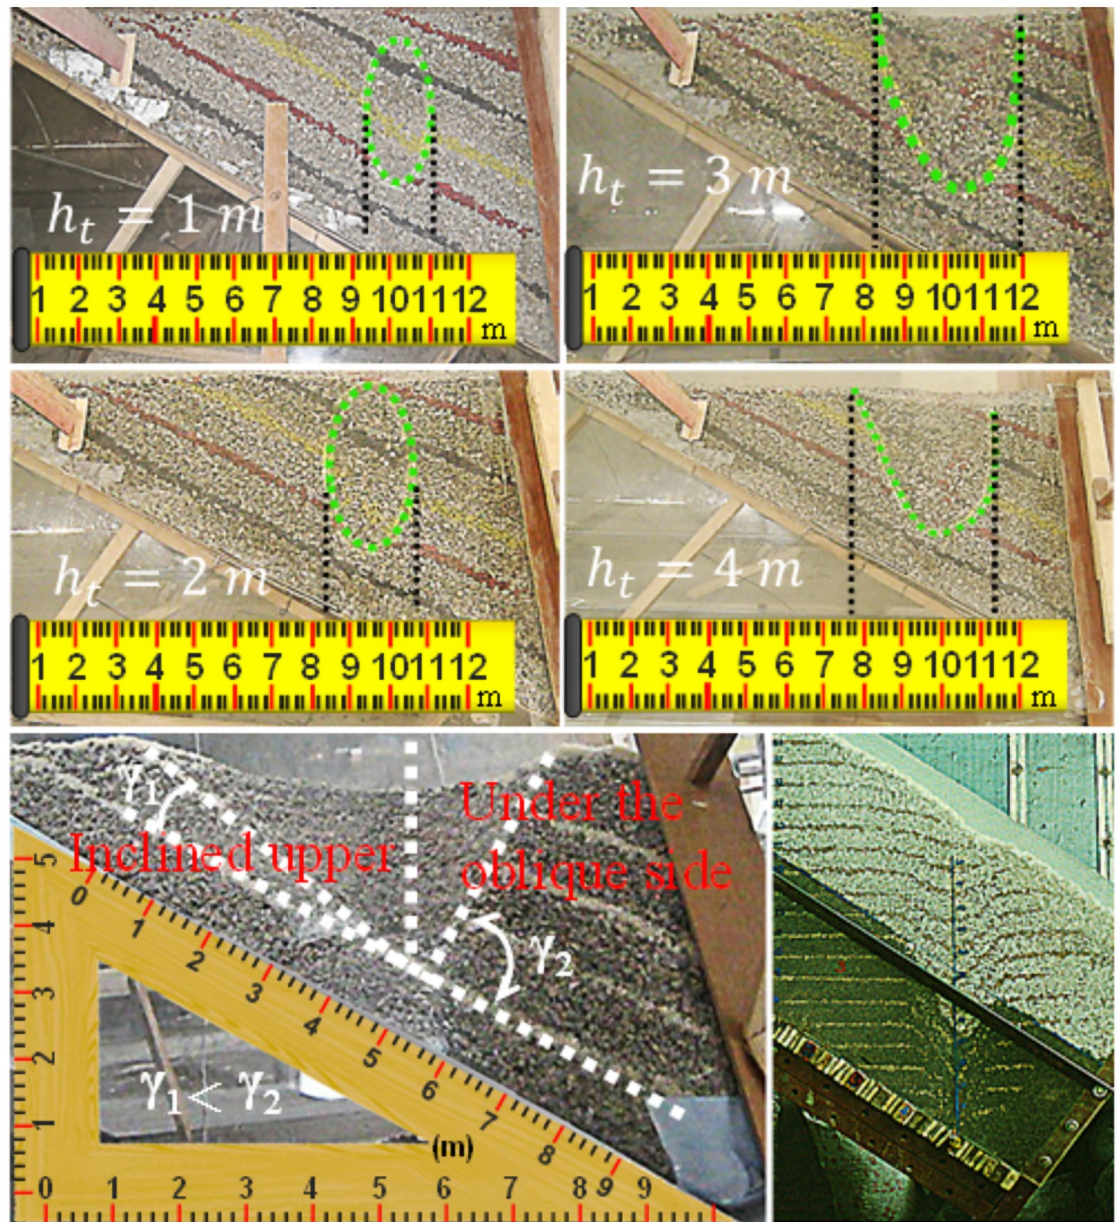 h_t = 1 m
1 2 3 4 5 6 7 8 9 10 11 12
m
h_t = 3 m
1 2 3 4 5 6 7 8 9 10 11 12
m
h_t = 2 m
1 2 3 4 5 6 7 8 9 10 11 12
m
h_t = 4 m
1 2 3 4 5 6 7 8 9 10 11 12
m
γ₁
Inclined upper
Under the
oblique side
γ₂
γ₁ < γ₂
(m)
5
4
3
2
1
0 1 2 3 4 5 6 7 8 9
0 1 2 3 4 5 6 7 8 9